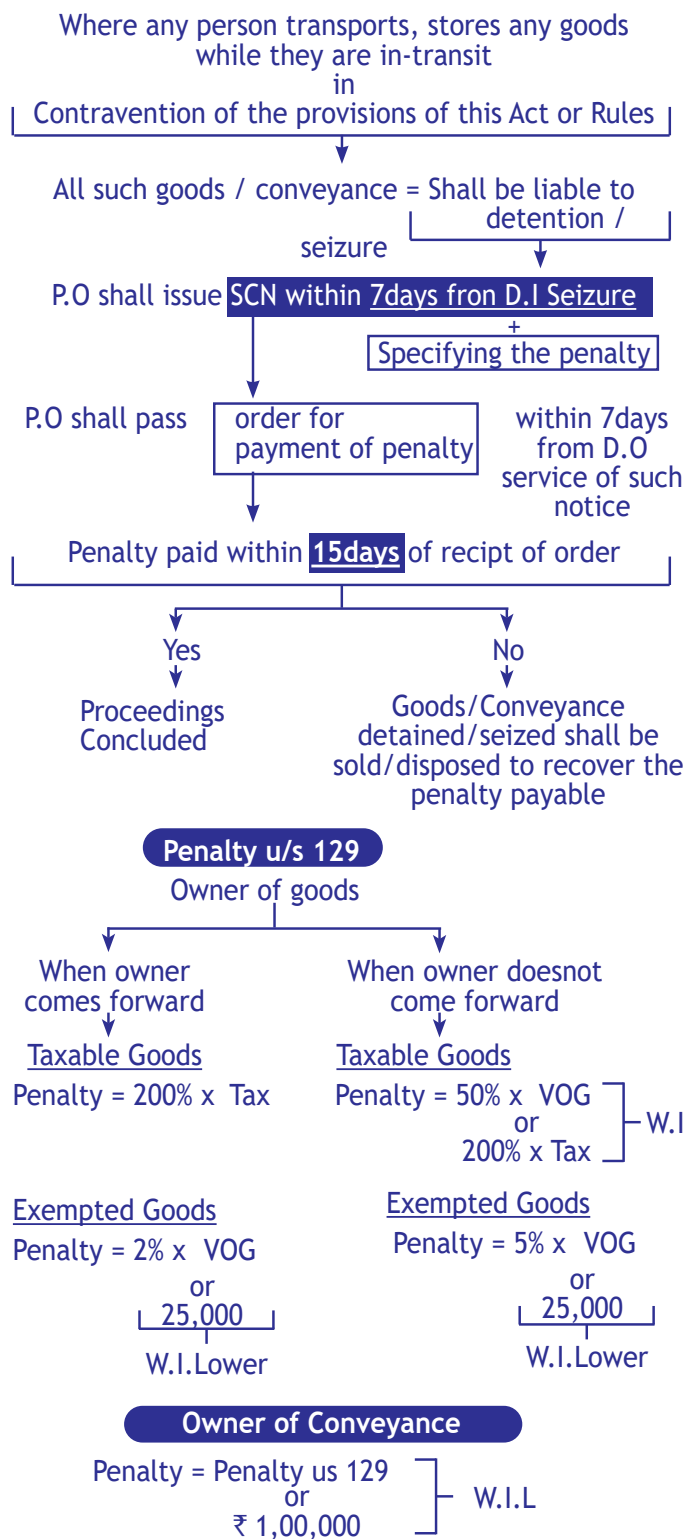 Where any person transports, stores any goods
while they are in-transit
in
Contravention of the provisions of this Act or Rules
All such goods / conveyance = Shall be liable to
detention /
seizure
P.O shall issue SCN within 7days fron D.I Seizure
+
Specifying the penalty
P.O shall pass order for within 7days
payment of penalty from D.O
service of such
notice
Penalty paid within 15days of recipt of order
Yes No
Proceedings Goods/Conveyance
Concluded detained/seized shall be
sold/disposed to recover the
penalty payable
Penalty u/s 129
Owner of goods
When owner When owner doesnot
comes forward come forward
Taxable Goods Taxable Goods
Penalty = 200% x Tax Penalty = 50% x VOG
or W.I
200% x Tax
Exempted Goods Exempted Goods
Penalty = 2% x VOG Penalty = 5% x VOG
or or
25,000 25,000
W.I.Lower W.I.Lower
Owner of Conveyance
Penalty = Penalty us 129
or W.I.L
₹ 1,00,000